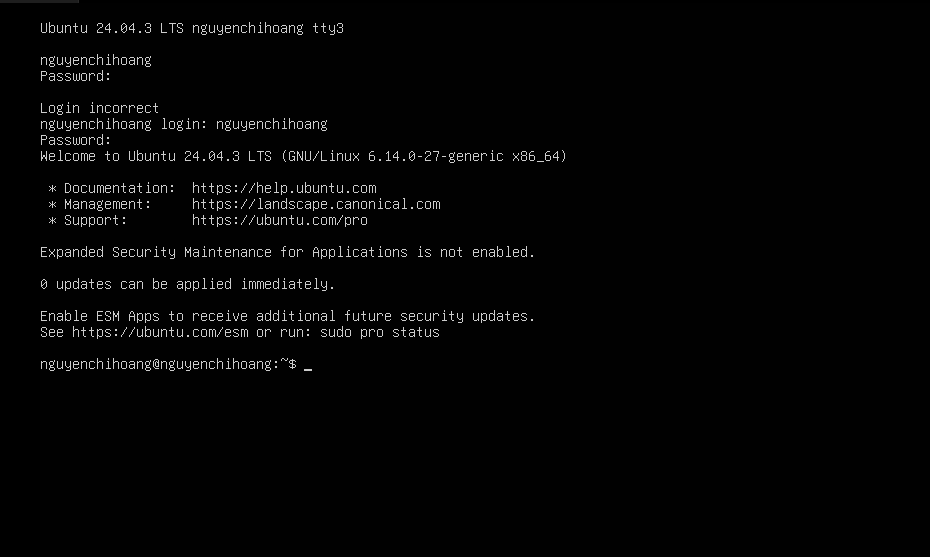 Ubuntu 24.04.3 LTS nguyenchihoang tty3
nguyenchihoang
Password:
Login incorrect
nguyenchihoang login: nguyenchihoang
Password:
Welcome to Ubuntu 24.04.3 LTS (GNU/Linux 6.14.0-27-generic x86_64)
* Documentation:  https://help.ubuntu.com
* Management:     https://landscape.canonical.com
* Support:        https://ubuntu.com/pro
Expanded Security Maintenance for Applications is not enabled.
0 updates can be applied immediately.
Enable ESM Apps to receive additional future security updates.
See https://ubuntu.com/esm or run: sudo pro status
nguyenchihoang@nguyenchihoang:~$ _